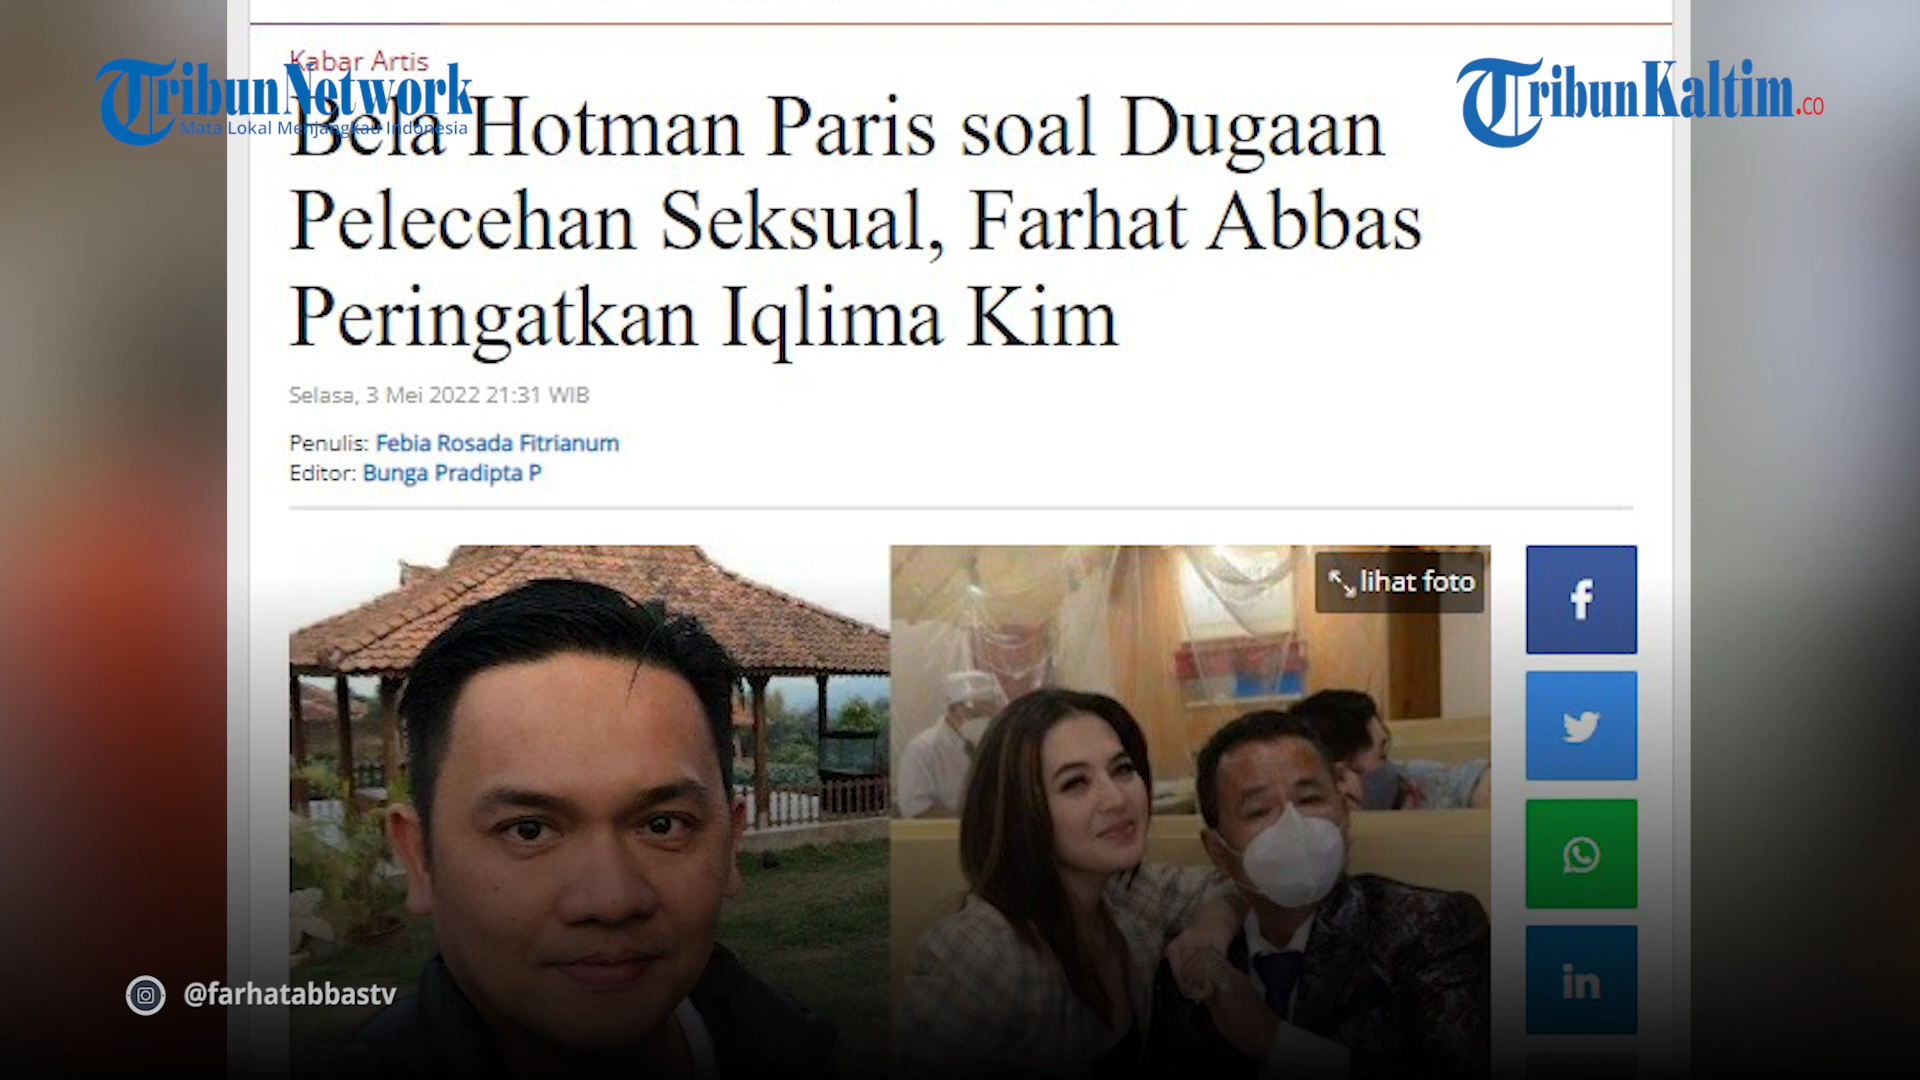 Kabar Artis
TribunNetwork
Mata Lokal Menjangkau Indonesia
TribunKaltim.co
Bela Hotman Paris soal Dugaan
Pelecehan Seksual, Farhat Abbas
Peringatkan Iqlima Kim
Selasa, 3 Mei 2022 21:31 WIB
Penulis: Febia Rosada Fitrianum
Editor: Bunga Pradipta P
lihat foto
f
in
@farhatabbastv